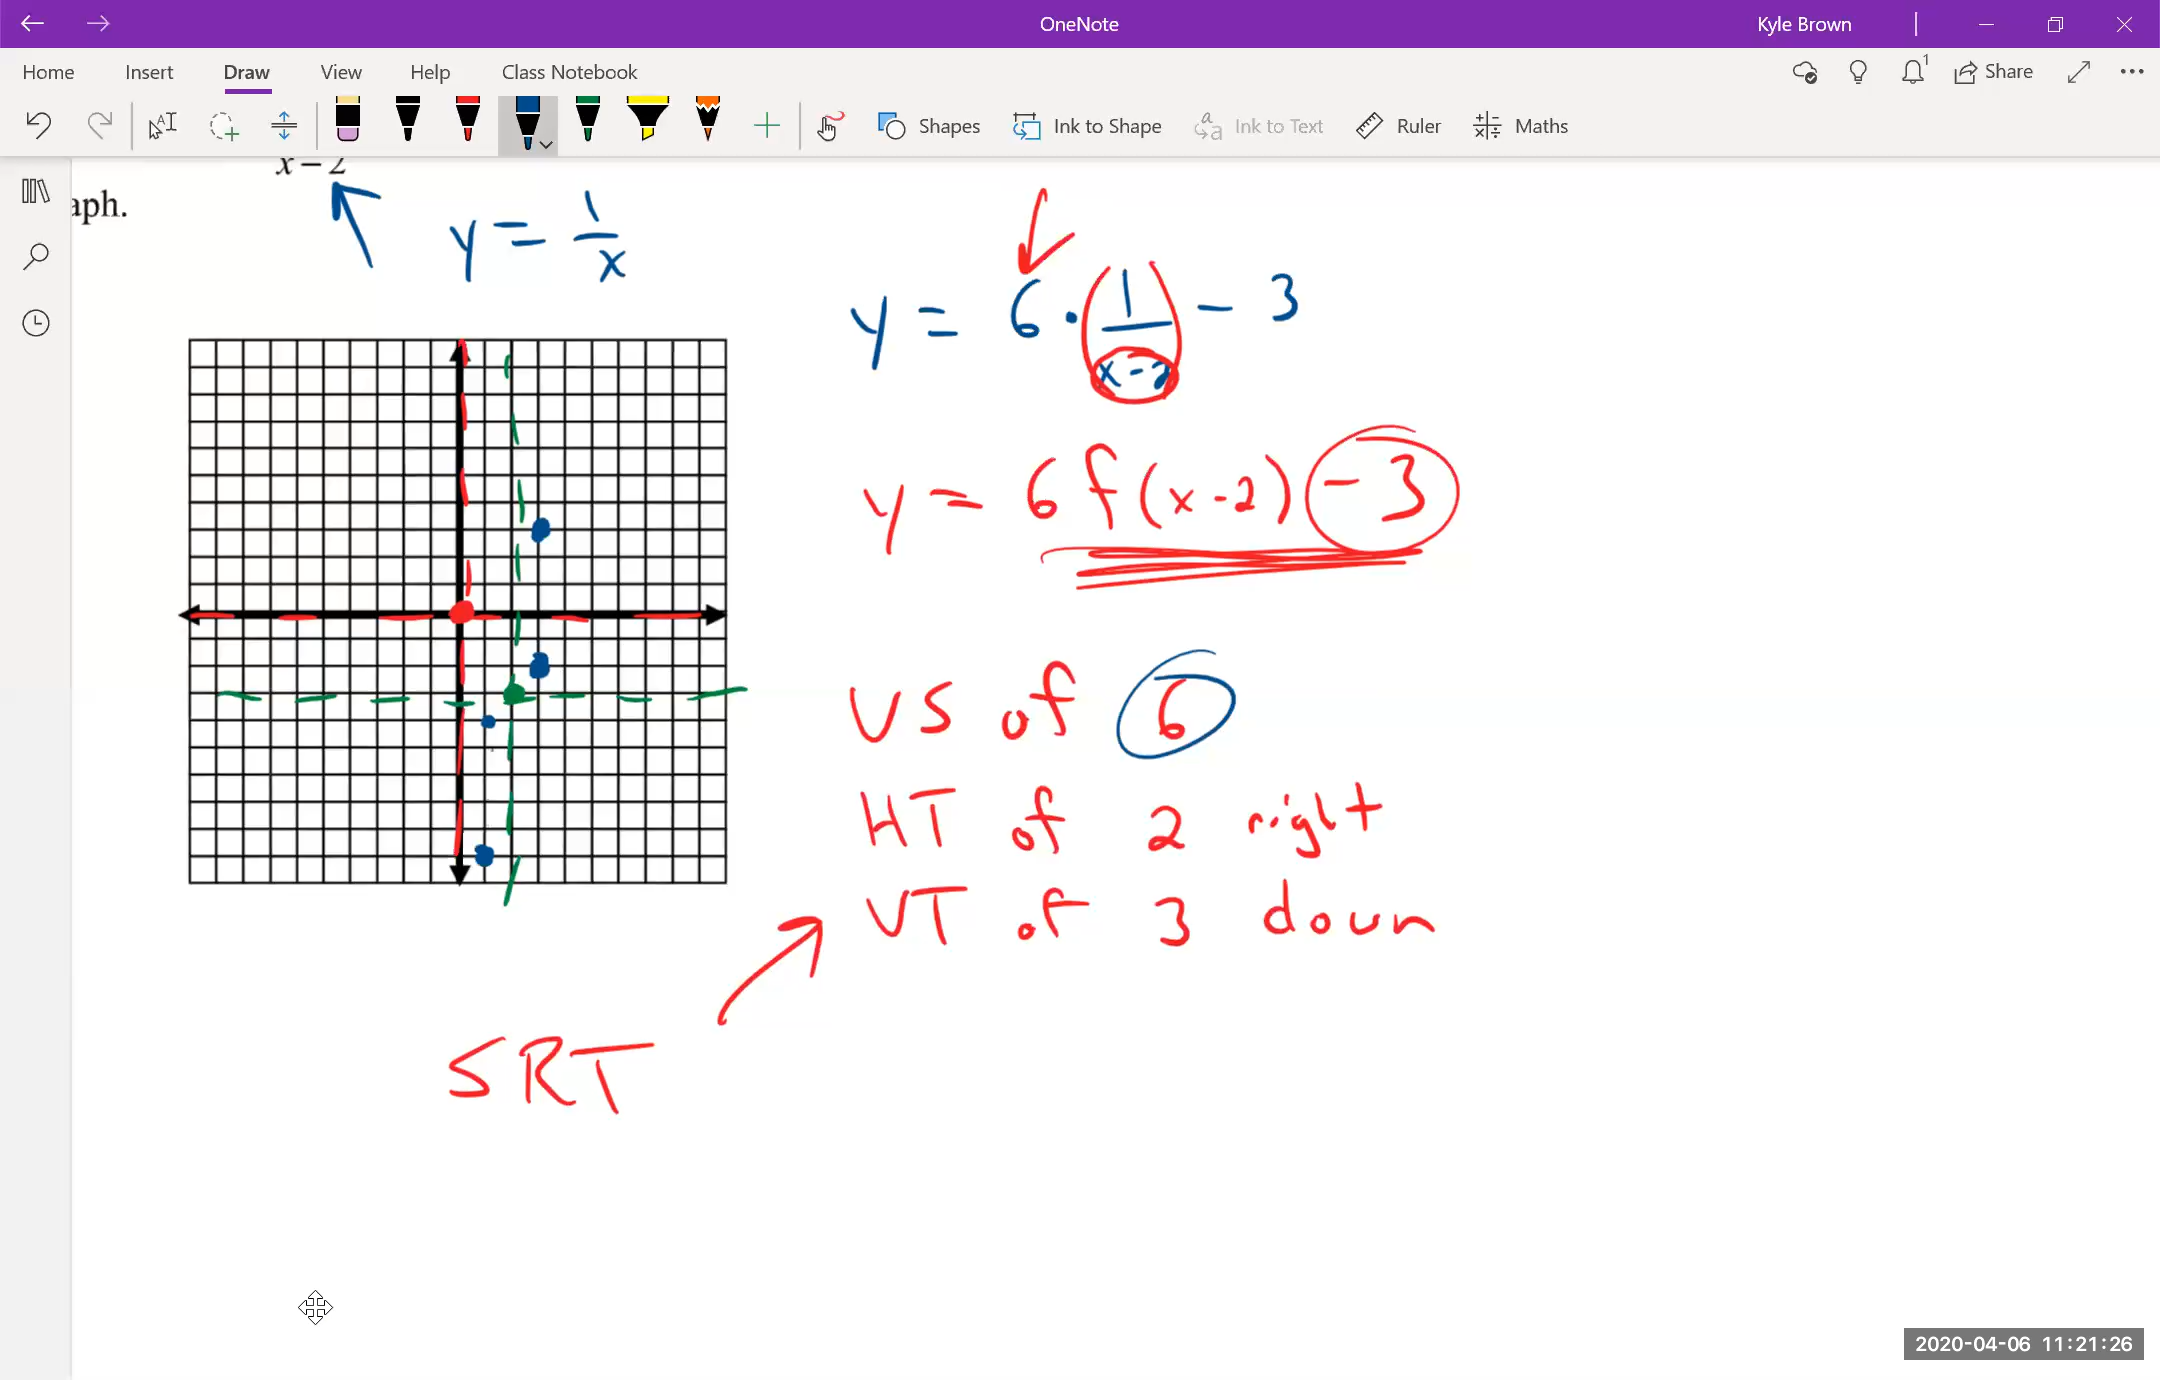 OneNote
Kyle Brown
Home Insert Draw View Help Class Notebook
1 Share
Shapes Ink to Shape Ink to Text Ruler Maths
x − 2
aph.
y = 1/x
y = 6 · (1/(x-2)) - 3
y = 6 f(x-2) - 3
VS of 6
HT of 2 right
VT of 3 down
SRT
2020-04-06 11:21:26